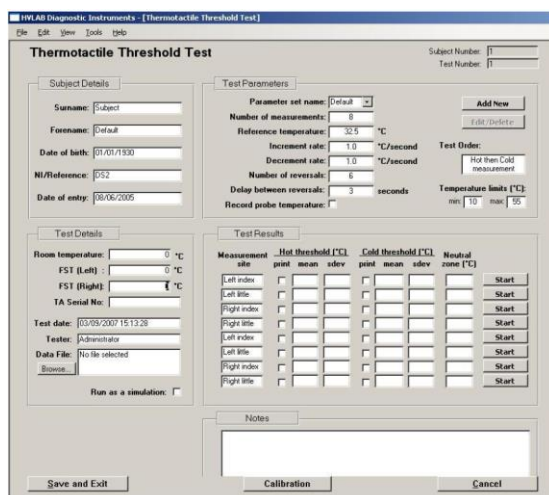 HVLAB Diagnostic Instruments - [Thermotactile Threshold Test]
File Edit View Tools Help
Thermotactile Threshold Test
Subject Number: 1
Test Number: 1
Subject Details
Surname: Subject
Forename: Default
Date of birth: 01/01/1930
NI/Reference: DS2
Date of entry: 08/06/2005
Test Parameters
Parameter set name: Default
Number of measurements: 8
Reference temperature: 32.5 °C
Increment rate: 1.0 °C/second
Decrement rate: 1.0 °C/second
Number of reversals: 6
Delay between reversals: 3 seconds
Record probe temperature:
Add New
Edit/Delete
Test Order:
Hot then Cold
measurement
Temperature limits (°C):
min: 10 max: 55
Test Details
Room temperature: 0 °C
FST (Left) : 0 °C
FST (Right): °C
TA Serial No:
Test date: 03/09/2007 15:13:28
Tester: Administrator
Data File: No file selected
Browse...
Run as a simulation:
Test Results
Measurement Hot threshold (°C) Cold threshold (°C) Neutral
site print mean sdev print mean sdev zone (°C)
Left index Start
Left little Start
Right index Start
Right little Start
Left index Start
Left little Start
Right index Start
Right little Start
Notes
Save and Exit
Calibration
Cancel